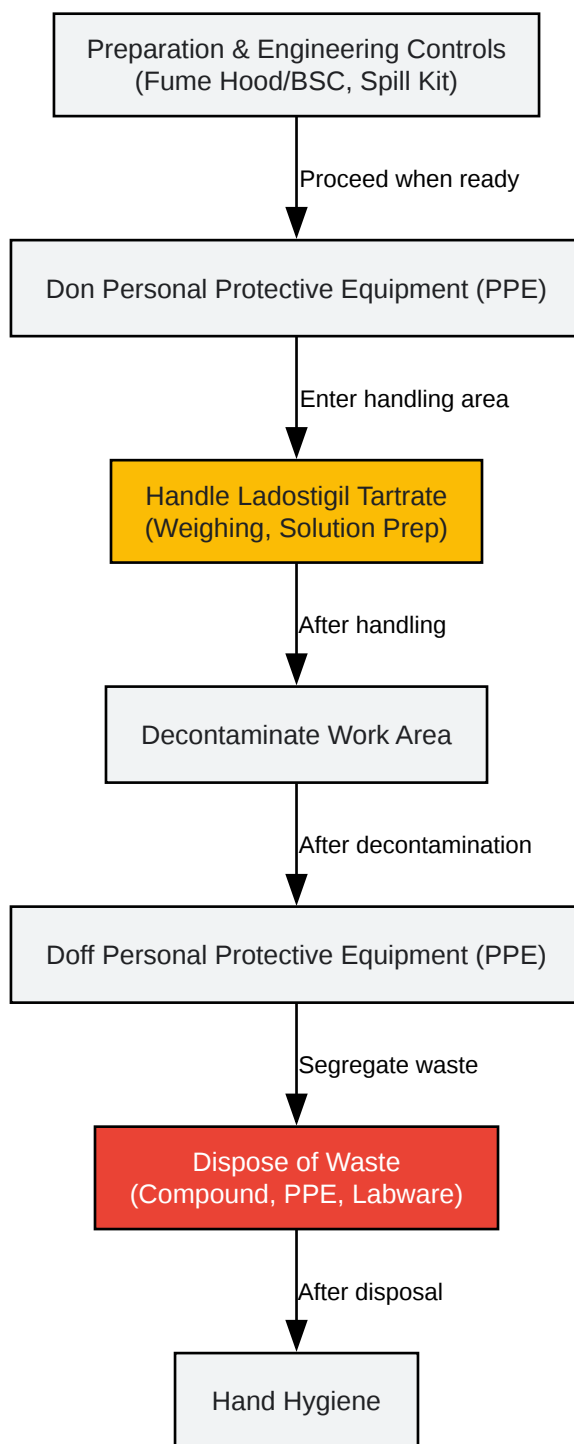 Preparation & Engineering Controls
(Fume Hood/BSC, Spill Kit)
Proceed when ready
Don Personal Protective Equipment (PPE)
Enter handling area
Handle Ladostigil Tartrate
(Weighing, Solution Prep)
After handling
Decontaminate Work Area
After decontamination
Doff Personal Protective Equipment (PPE)
Segregate waste
Dispose of Waste
(Compound, PPE, Labware)
After disposal
Hand Hygiene